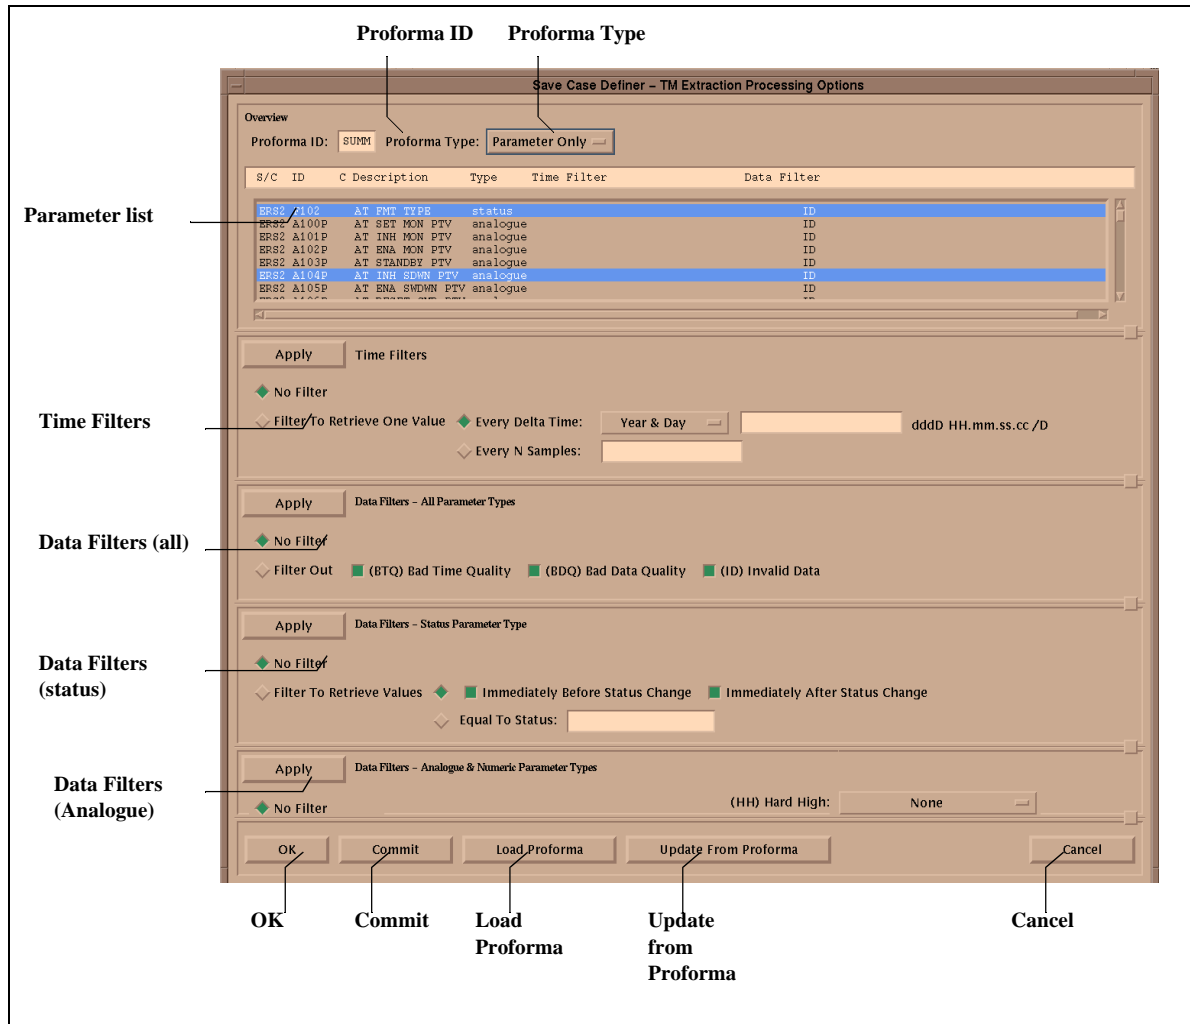 Proforma ID Proforma Type
Save Case Definer – TM Extraction Processing Options
Overview
Proforma ID: SUMM Proforma Type: Parameter Only
S/C ID C Description Type Time Filter Data Filter
Parameter list
ERS2 F102 AT FMT TYPE status ID
ERS2 A100P AT SET MON PTV analogue ID
ERS2 A101P AT INH MON PTV analogue ID
ERS2 A102P AT ENA MON PTV analogue ID
ERS2 A103P AT STANDBY PTV analogue ID
ERS2 A104P AT INH SDWN PTV analogue ID
ERS2 A105P AT ENA SWDWN PTV analogue ID
Apply Time Filters
No Filter
Time Filters
Filter To Retrieve One Value Every Delta Time: Year & Day dddD HH.mm.ss.cc /D
Every N Samples:
Apply Data Filters – All Parameter Types
Data Filters (all)
No Filter
Filter Out (BTQ) Bad Time Quality (BDQ) Bad Data Quality (ID) Invalid Data
Apply Data Filters – Status Parameter Type
Data Filters
(status)
No Filter
Filter To Retrieve Values Immediately Before Status Change Immediately After Status Change
Equal To Status:
Apply Data Filters – Analogue & Numeric Parameter Types
Data Filters
(Analogue)
No Filter (HH) Hard High: None
OK Commit Load Proforma Update From Proforma Cancel
OK
Commit
Load
Proforma
Update
from
Proforma
Cancel